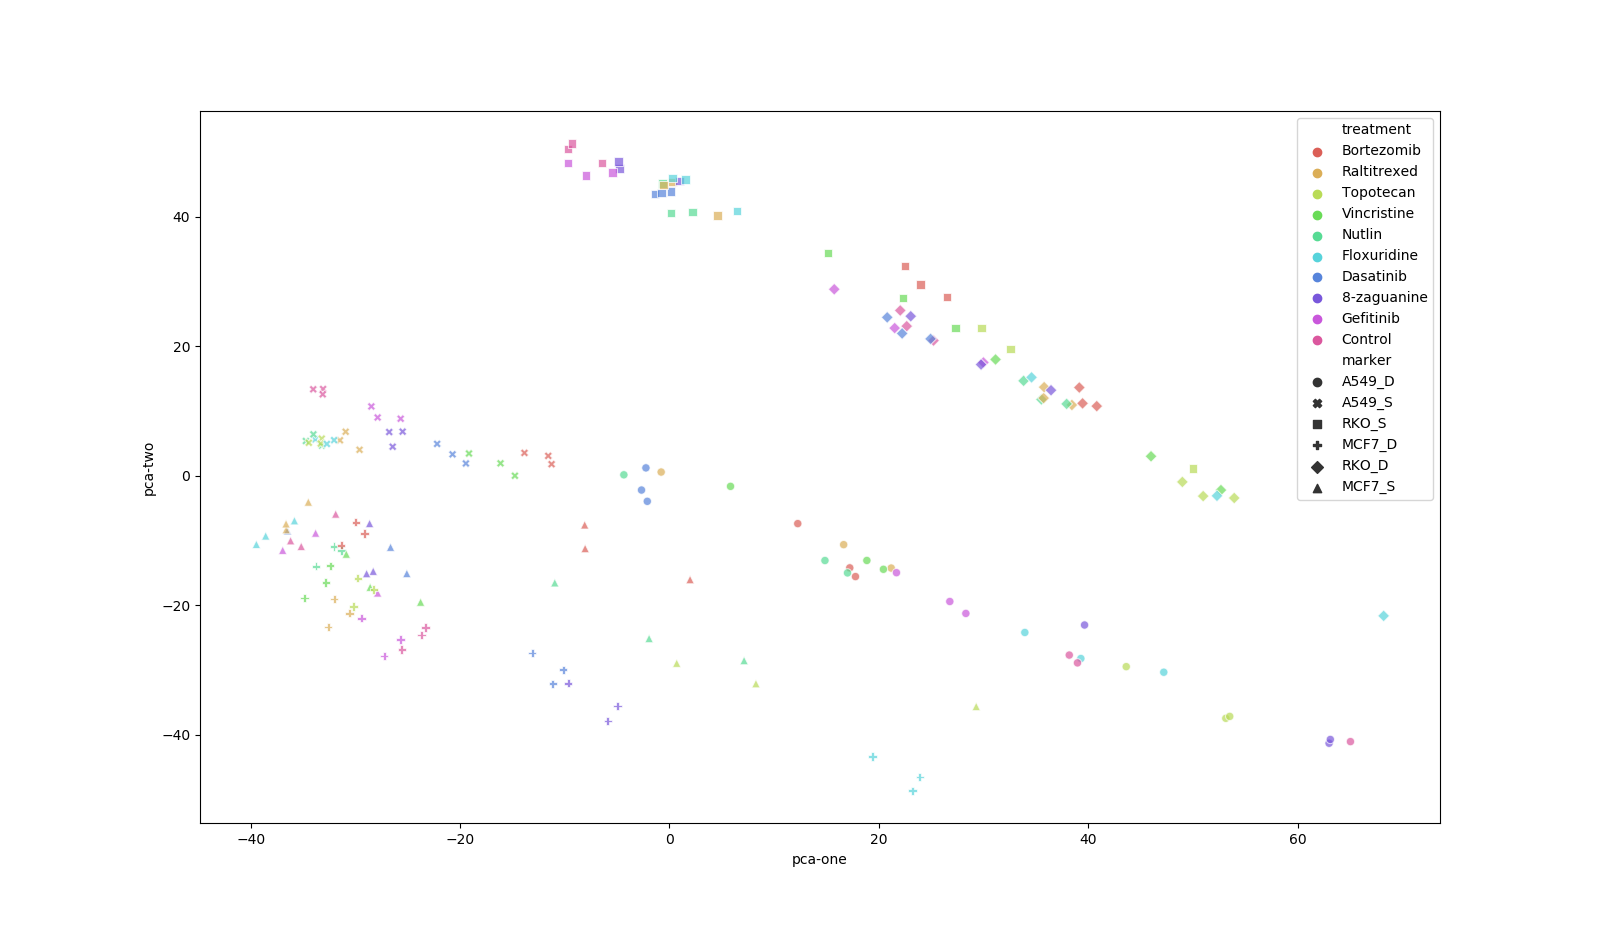 treatment
Bortezomib
Raltitrexed
Topotecan
Vincristine
Nutlin
Floxuridine
Dasatinib
8-zaguanine
Gefitinib
Control
marker
A549_D
A549_S
RKO_S
MCF7_D
RKO_D
MCF7_S
40
20
0
−20
−40
pca-two
−40 −20 0 20 40 60
pca-one